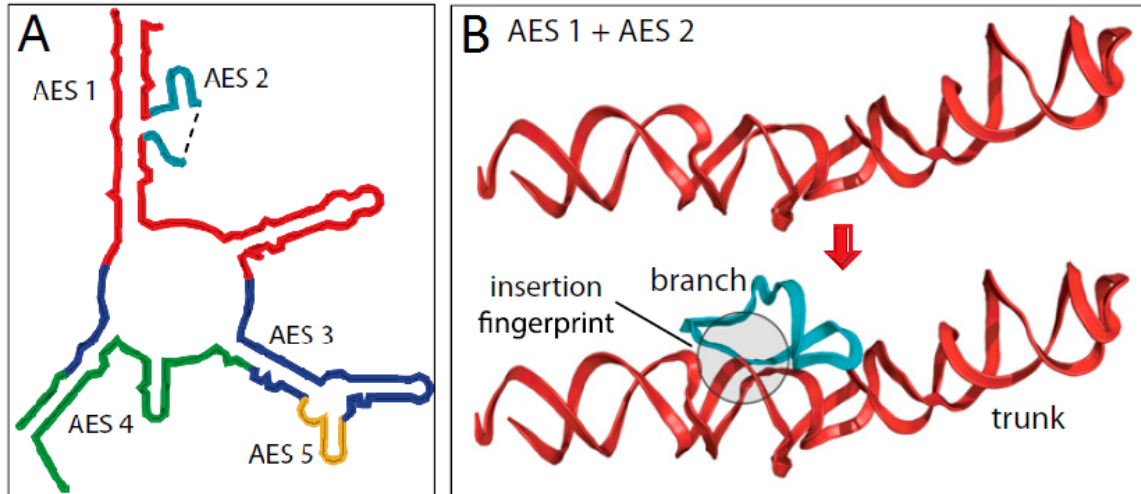 A
AES 1
AES 2
AES 3
AES 4
AES 5
B AES 1 + AES 2
branch
insertion
fingerprint
trunk